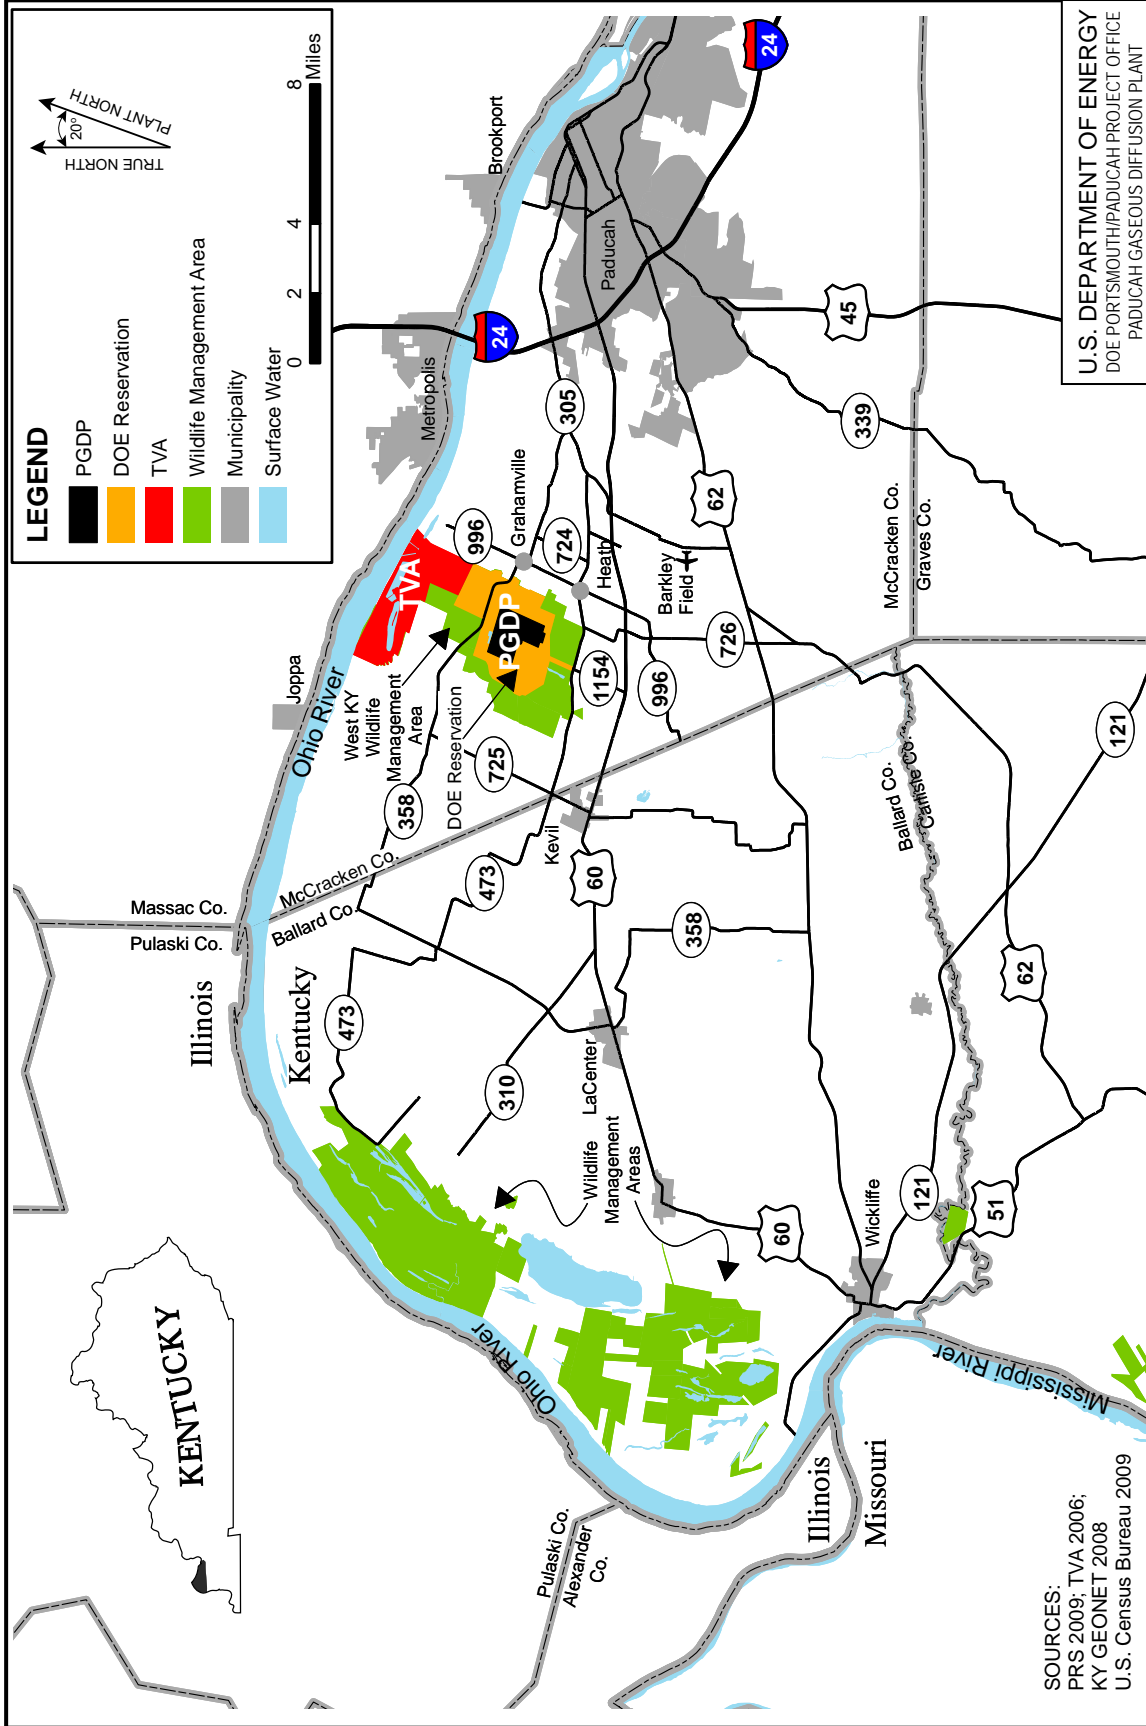 LEGEND
PGDP
DOE Reservation
TVA
Wildlife Management Area
Municipality
Surface Water
0
2
4
8
Miles
TRUE NORTH
PLANT NORTH
20°
KENTUCKY
Massac Co.
Pulaski Co.
Illinois
Kentucky
Ohio River
Joppa
Metropolis
Brookport
24
TVA
West KY
Wildlife
Management
Area
DOE Reservation
PGDP
996
Grahamville
724
Heath
305
Paducah
24
McCracken Co.
Ballard Co.
358
725
473
473
1154
996
Kevil
60
Barkley
Field
62
726
45
339
McCracken Co.
Graves Co.
310
358
LaCenter
Wildlife
Management
Areas
Ohio River
Pulaski Co.
Alexander
Co.
60
Wickliffe
121
51
62
121
Ballard Co.
Carlisle Co.
Illinois
Missouri
Mississippi River
SOURCES:
PRS 2009; TVA 2006;
KY GEONET 2008
U.S. Census Bureau 2009
U.S. DEPARTMENT OF ENERGY
DOE PORTSMOUTH/PADUCAH PROJECT OFFICE
PADUCAH GASEOUS DIFFUSION PLANT